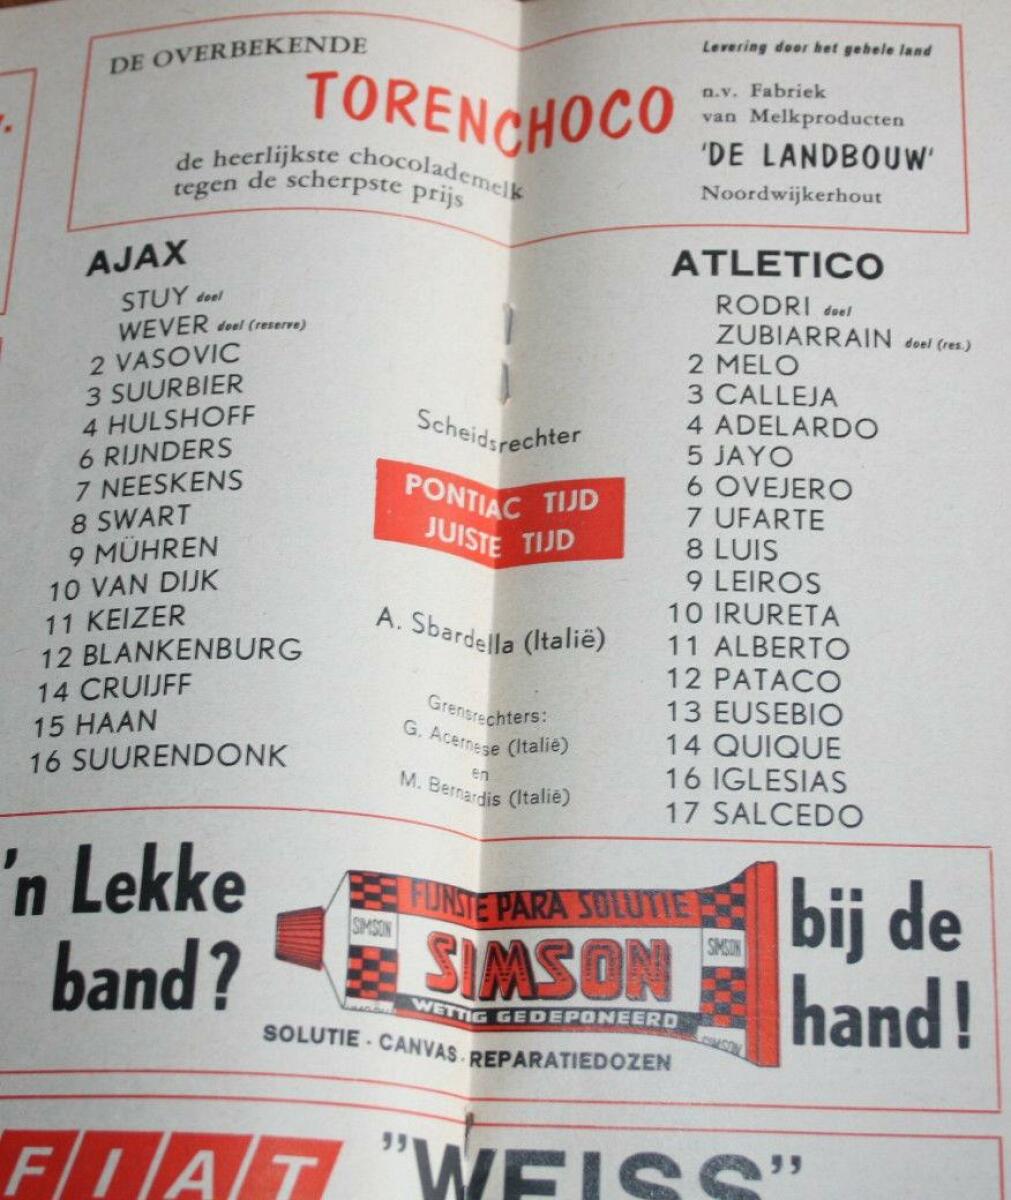 DE OVERBEKENDE
TORENCHOCO
de heerlijkste chocolademelk
tegen de scherpste prijs
Levering door het gehele land
n.v. Fabriek
van Melkproducten
'DE LANDBOUW'
Noordwijkerhout
AJAX
STUY doel
WEVER doel (reserve)
2 VASOVIC
3 SUURBIER
4 HULSHOFF
6 RIJNDERS
7 NEESKENS
8 SWART
9 MÜHREN
10 VAN DIJK
11 KEIZER
12 BLANKENBURG
14 CRUIJFF
15 HAAN
16 SUURENDONK
Scheidsrechter
PONTIAC TIJD
JUISTE TIJD
A. Sbardella (Italië)
Grensrechters:
G. Acernese (Italië)
en
M. Bernardis (Italië)
ATLETICO
RODRI doel
ZUBIARRAIN doel (res.)
2 MELO
3 CALLEJA
4 ADELARDO
5 JAYO
6 OVEJERO
7 UFARTE
8 LUIS
9 LEIROS
10 IRURETA
11 ALBERTO
12 PATACO
13 EUSEBIO
14 QUIQUE
16 IGLESIAS
17 SALCEDO
'n Lekke
band?
FIJNSTE PARA SOLUTIE
SIMSON
SIMSON
SIMSON
WETTIG GEDEPONEERD
SIMSON
SOLUTIE - CANVAS - REPARATIEDOZEN
bij de
hand!
FIAT
"WEISS"